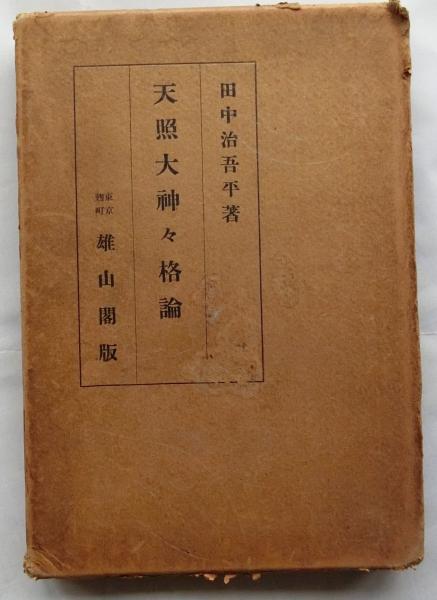 田中治吾平著
天照大神々格論
東京
麹町
雄山閣版